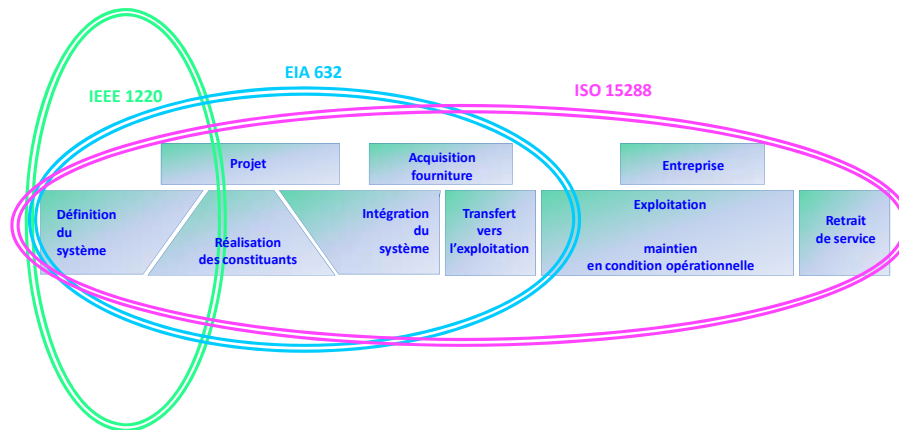 EIA 632
IEEE 1220
ISO 15288
Projet
Acquisition
fourniture
Entreprise
Définition
du
système
Réalisation
des constituants
Intégration
du
système
Transfert
vers
l'exploitation
Exploitation
maintien
en condition opérationnelle
Retrait
de service